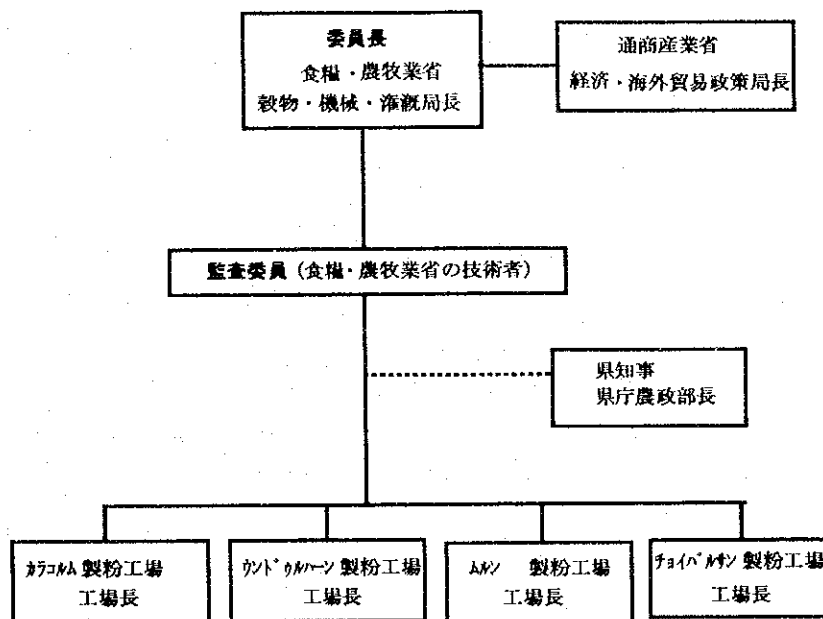 委員長
食糧・農牧業省
穀物・機械・灌漑局長
通商産業省
経済・海外貿易政策局長
監査委員(食糧・農牧業省の技術者)
県知事
県庁農政部長
カラコルム 製粉工場
工場長
ウンドゥルハーン 製粉工場
工場長
ムルン 製粉工場
工場長
チョイバルサン 製粉工場
工場長